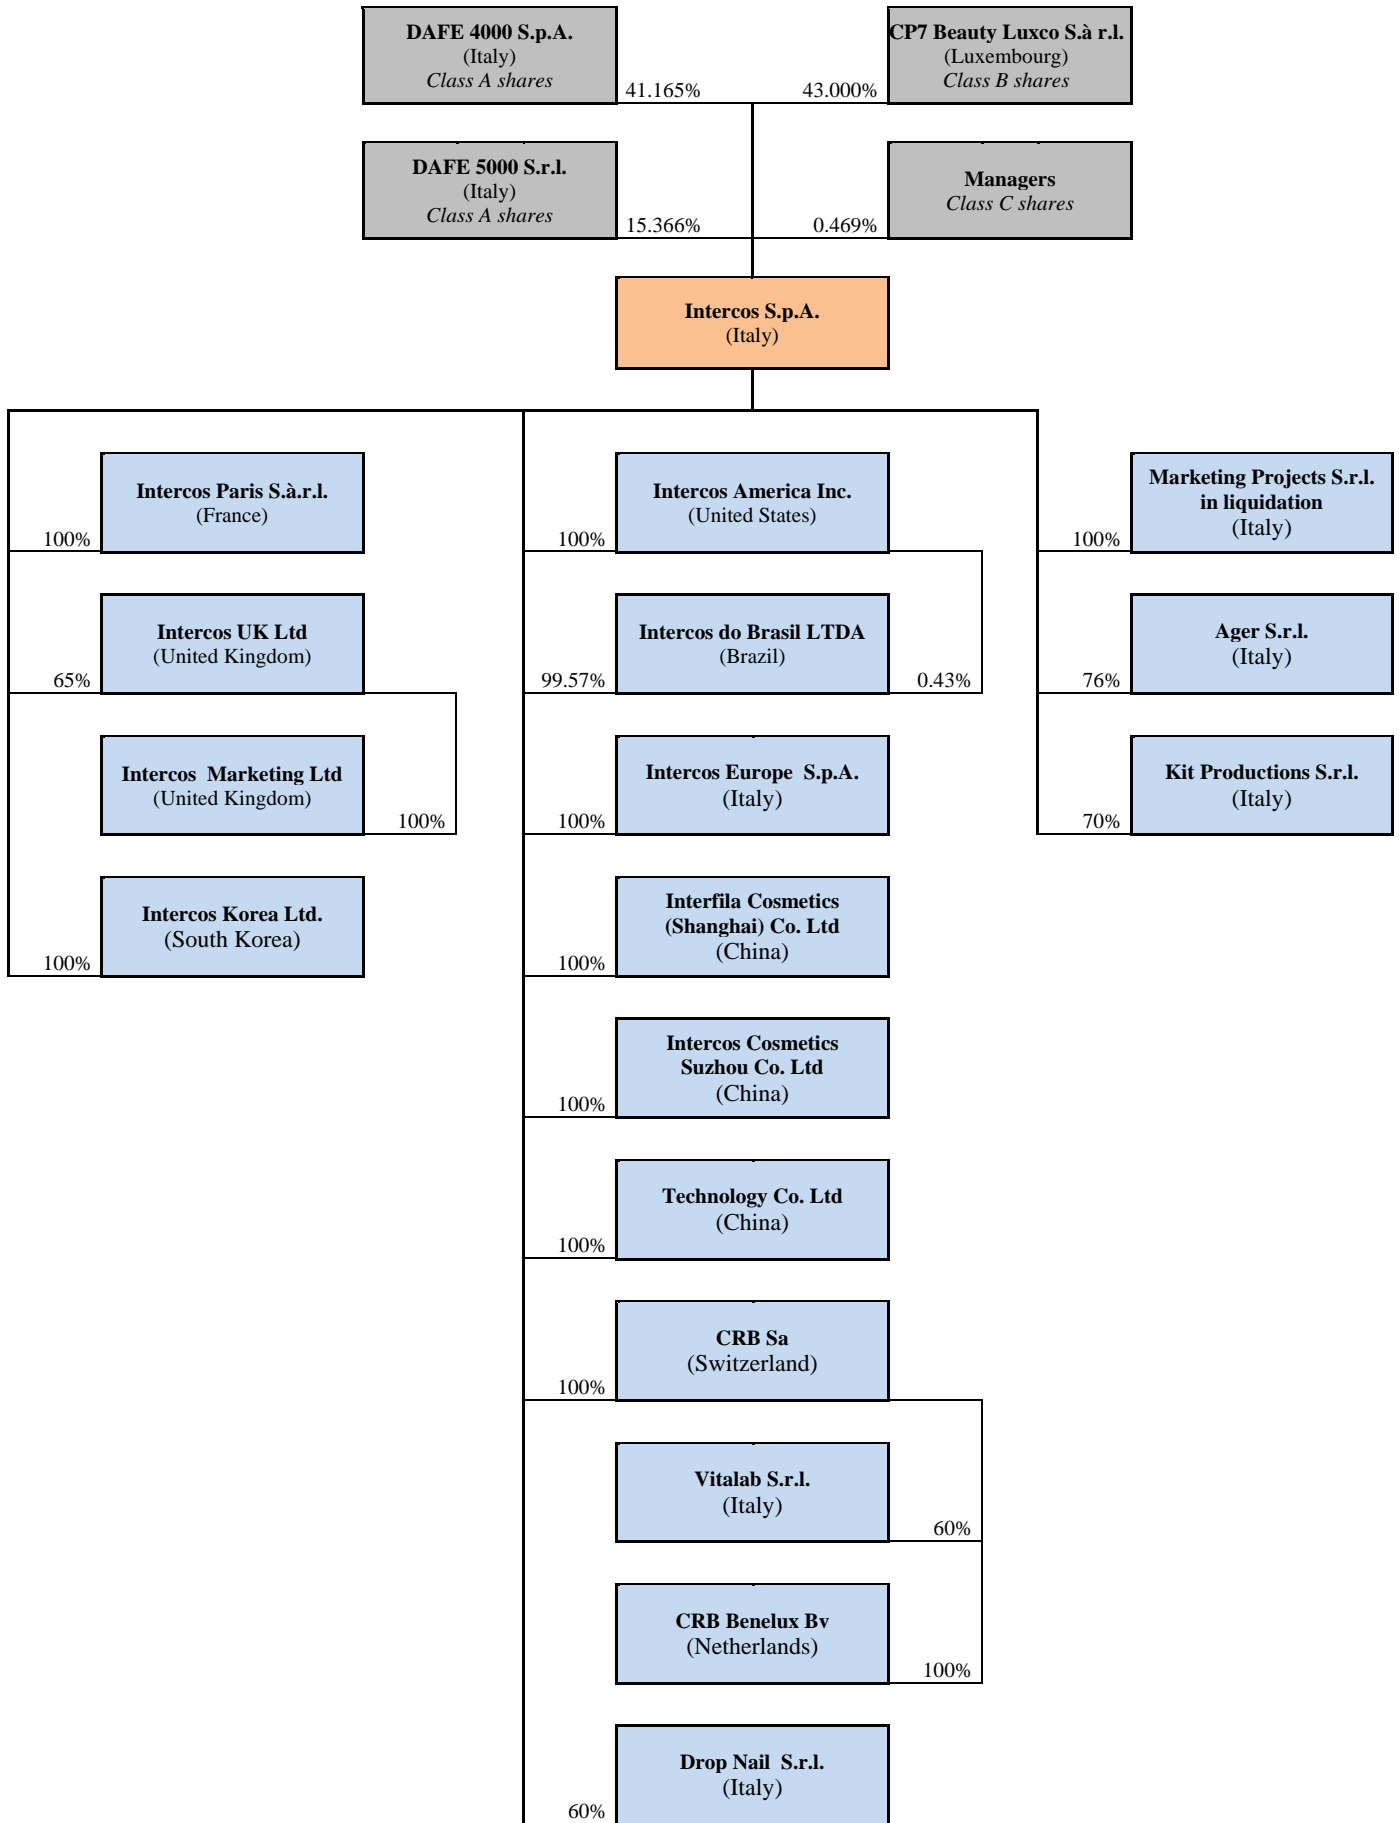 DAFE 4000 S.p.A.
(Italy)
Class A shares
41.165%
43.000%
CP7 Beauty Luxco S.à r.l.
(Luxembourg)
Class B shares
DAFE 5000 S.r.l.
(Italy)
Class A shares
15.366%
0.469%
Managers
Class C shares
Intercos S.p.A.
(Italy)
Intercos Paris S.à.r.l.
(France)
100%
Intercos UK Ltd
(United Kingdom)
65%
Intercos Marketing Ltd
(United Kingdom)
100%
Intercos Korea Ltd.
(South Korea)
100%
Intercos America Inc.
(United States)
100%
Intercos do Brasil LTDA
(Brazil)
99.57%
0.43%
Intercos Europe S.p.A.
(Italy)
100%
Interfila Cosmetics
(Shanghai) Co. Ltd
(China)
100%
Intercos Cosmetics
Suzhou Co. Ltd
(China)
100%
Technology Co. Ltd
(China)
100%
CRB Sa
(Switzerland)
100%
Vitalab S.r.l.
(Italy)
60%
CRB Benelux Bv
(Netherlands)
100%
Drop Nail S.r.l.
(Italy)
60%
Marketing Projects S.r.l.
in liquidation
(Italy)
100%
Ager S.r.l.
(Italy)
76%
Kit Productions S.r.l.
(Italy)
70%